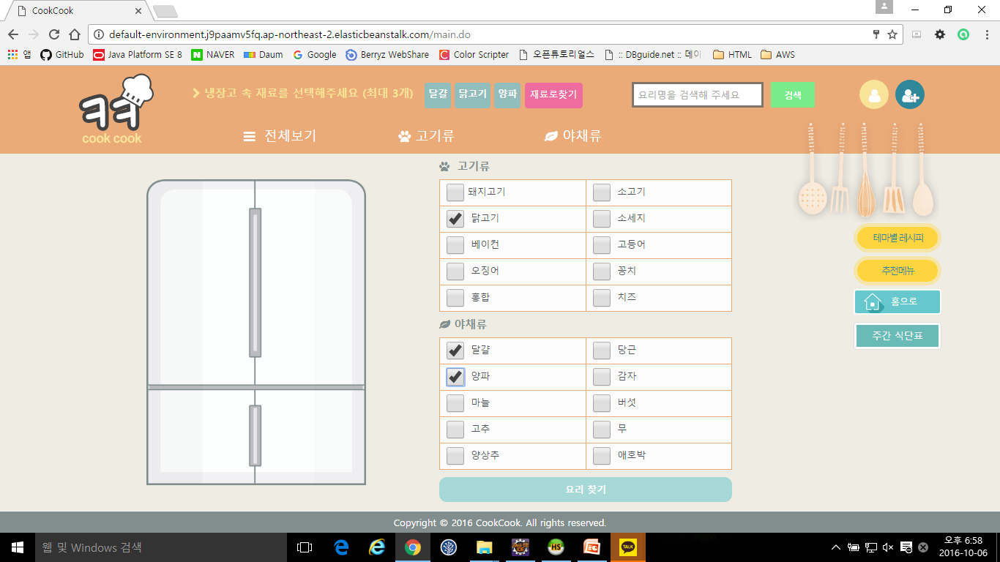 CookCook
default-environment.j9paamv5fq.ap-northeast-2.elasticbeanstalk.com/main.do
앱 GitHub Java Platform SE 8 NAVER Daum Google Berryz WebShare Color Scripter 오픈튜토리얼스 :: DBguide.net :: 데이 HTML AWS
냉장고 속 재료를 선택해주세요 (최대 3개) 달걀 닭고기 양파 재료로찾기 요리명을 검색해 주세요 검색
쿡쿡
cook cook
전체보기 고기류 야채류
고기류
돼지고기 소고기
닭고기 소세지
베이컨 고등어
오징어 꽁치
홍합 치즈
야채류
달걀 당근
양파 감자
마늘 버섯
고추 무
양상추 애호박
요리 찾기
테마별 레시피
추천메뉴
홈으로
주간 식단표
Copyright © 2016 CookCook. All rights reserved.
웹 및 Windows 검색
JAVA EE IDE
HS
TALK
오후 6:58
2016-10-06